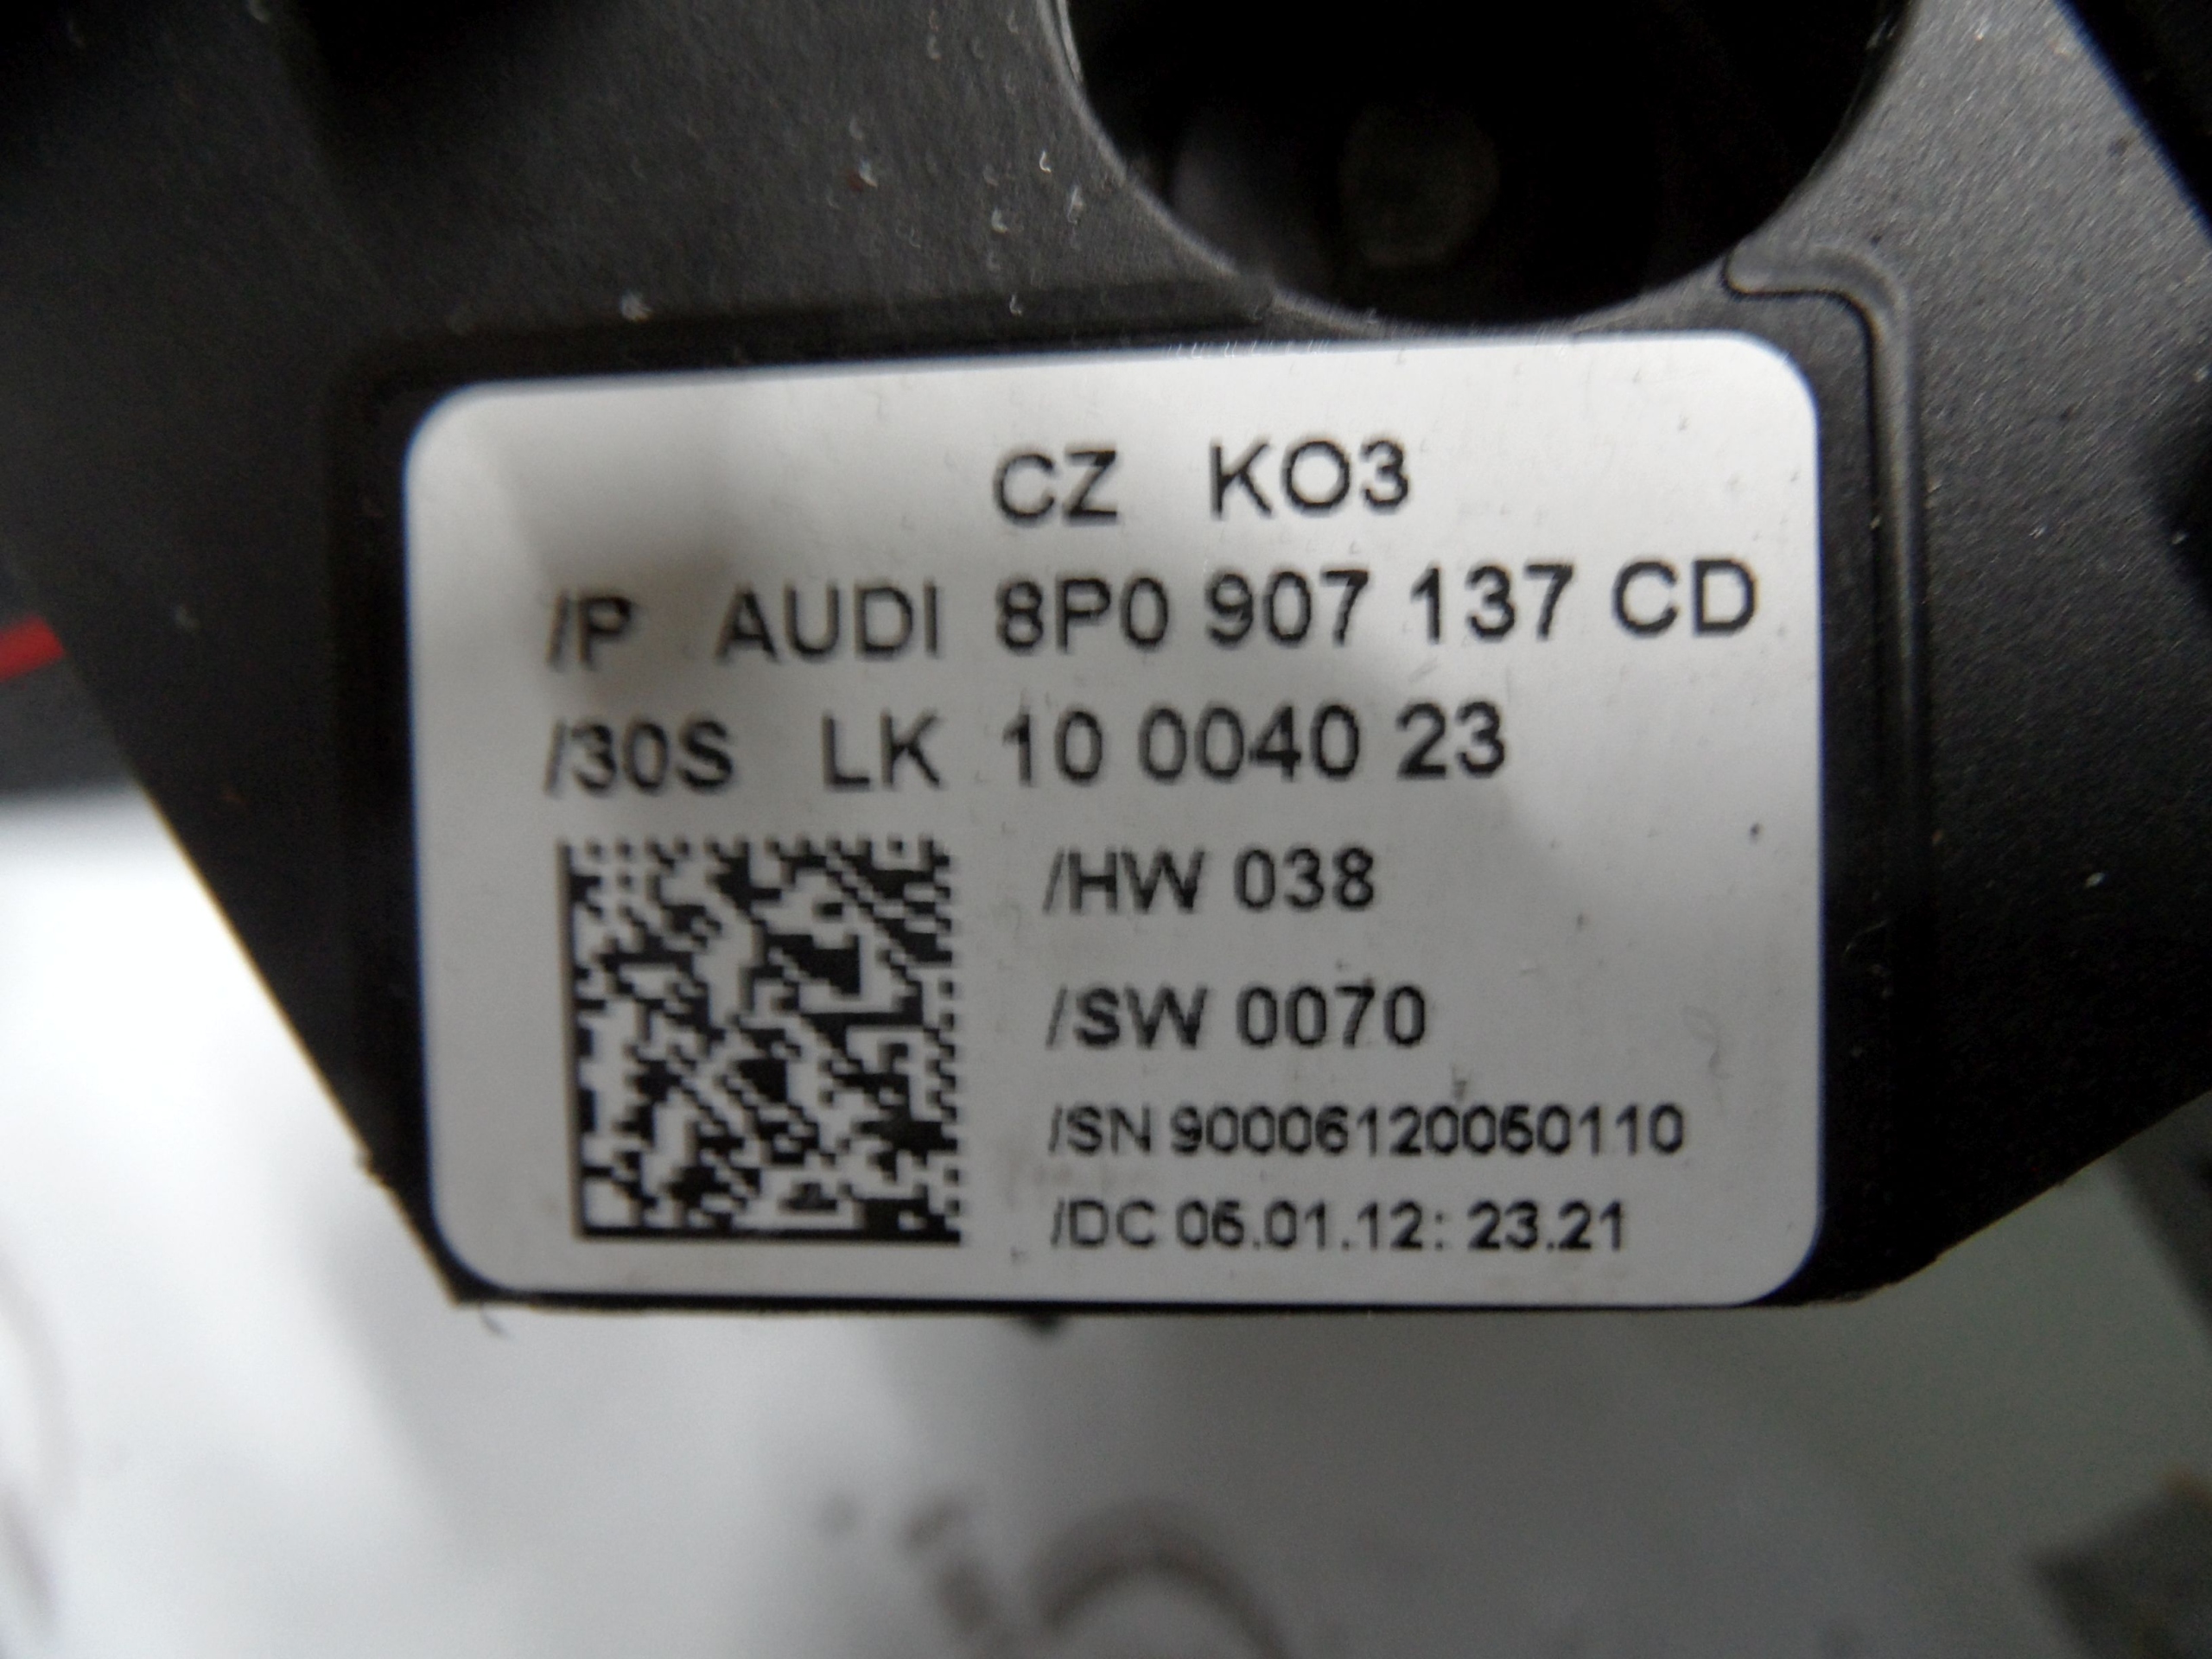 CZ KO3
/P AUDI 8P0 907 137 CD
/30S LK 10 0040 23
/HW 038
/SW 0070
/SN 90006120050110
/DC 05.01.12: 23.21